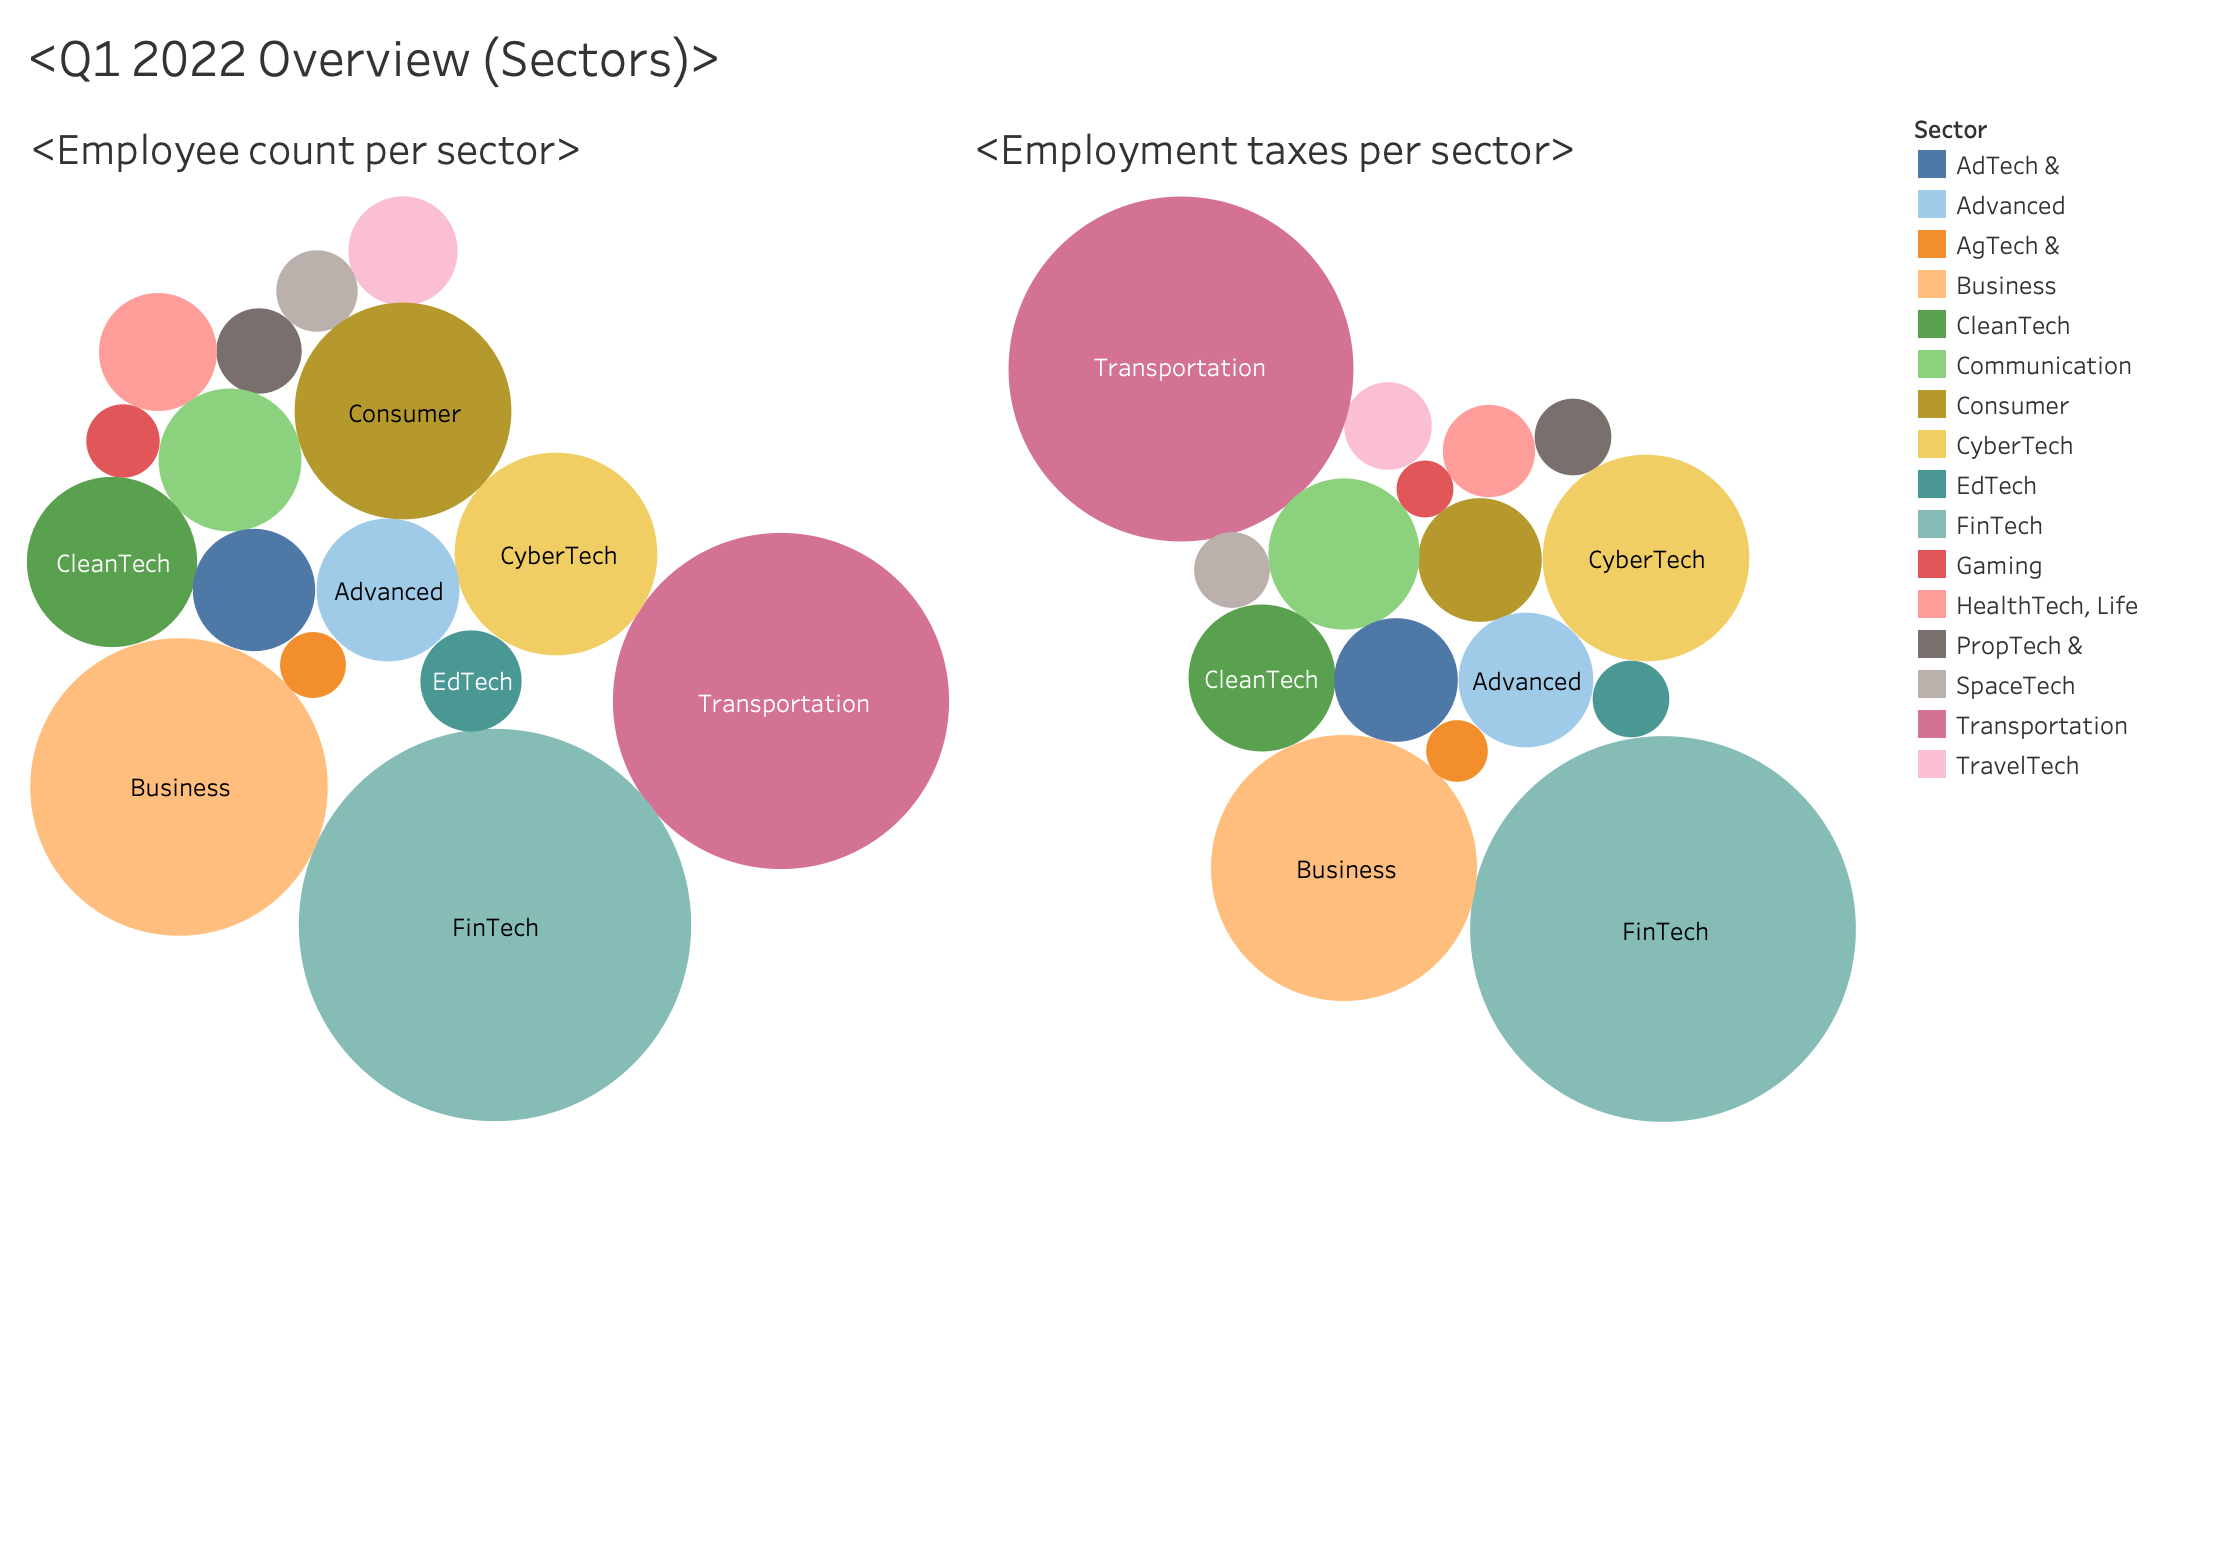 <Q1 2022 Overview (Sectors)>
<Employee count per sector>
Consumer
CyberTech
CleanTech
Advanced
EdTech
Transportation
Business
FinTech
<Employment taxes per sector>
Transportation
CyberTech
CleanTech
Advanced
Business
FinTech
Sector
AdTech &
Advanced
AgTech &
Business
CleanTech
Communication
Consumer
CyberTech
EdTech
FinTech
Gaming
HealthTech, Life
PropTech &
SpaceTech
Transportation
TravelTech